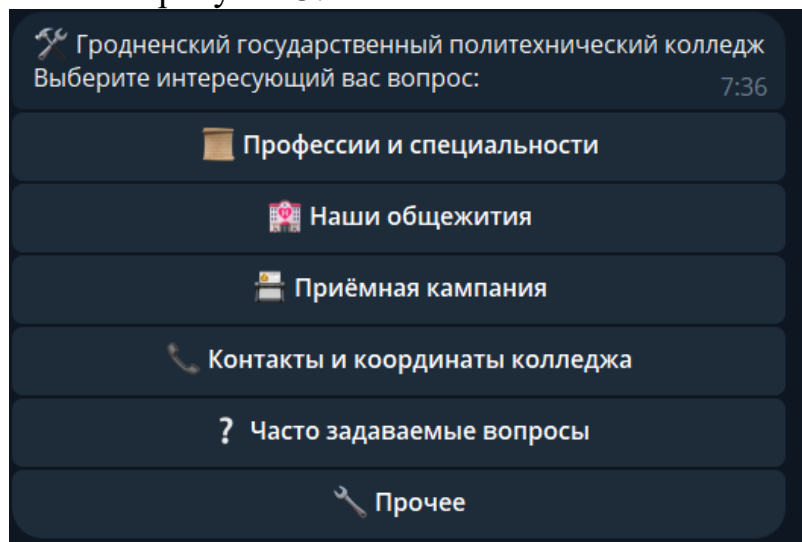 🛠 Гродненский государственный политехнический колледж
Выберите интересующий вас вопрос:
7:36
📜 Профессии и специальности
🏩 Наши общежития
Приёмная кампания
📞 Контакты и координаты колледжа
❔ Часто задаваемые вопросы
🔧 Прочее